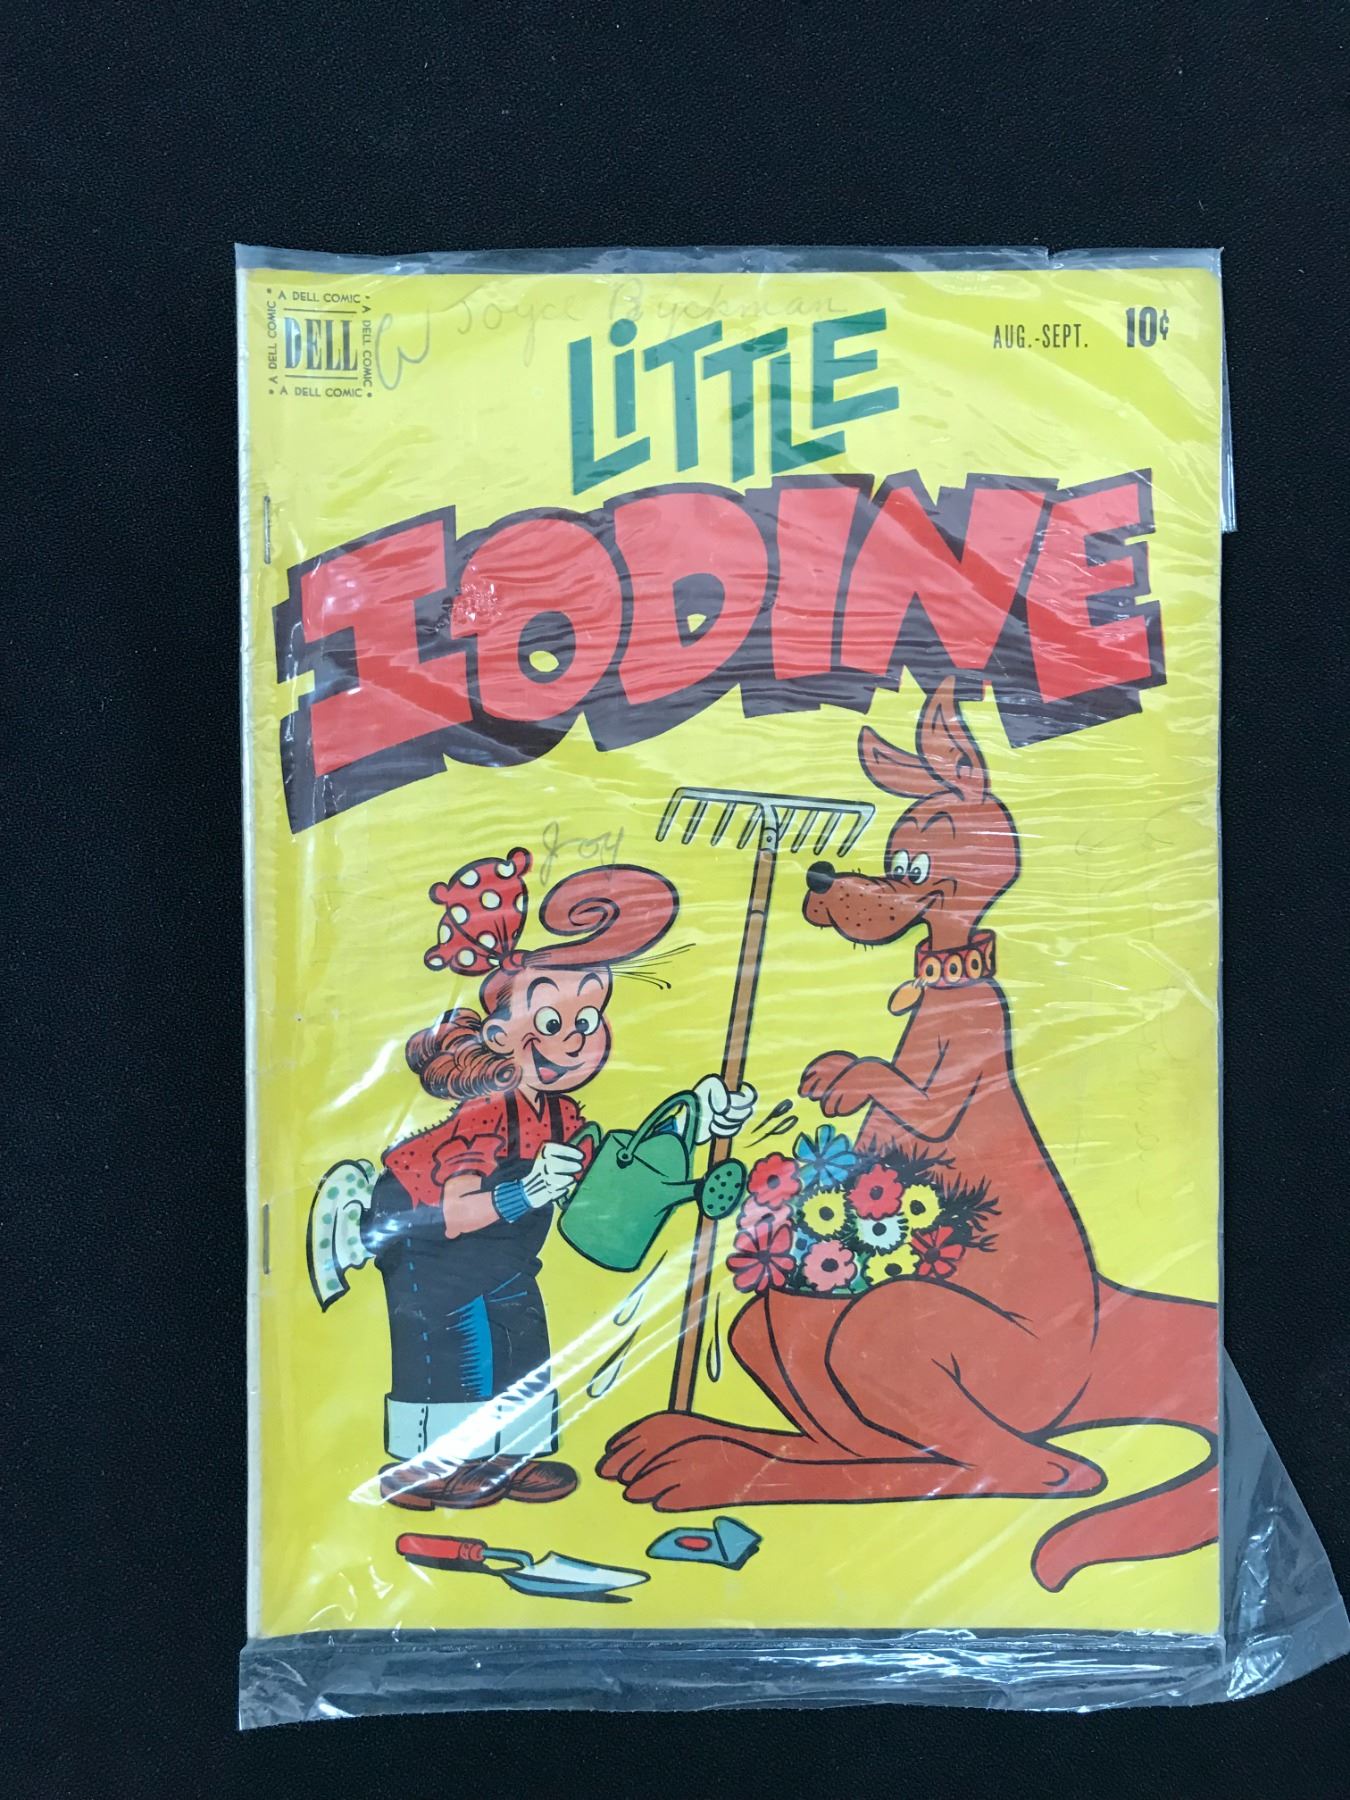 A DELL COMIC
A DELL COMIC
DELL
A DELL COMIC
A DELL COMIC
Joyce
AUG.-SEPT. 10¢
LiTTLE
IODINE
Joy